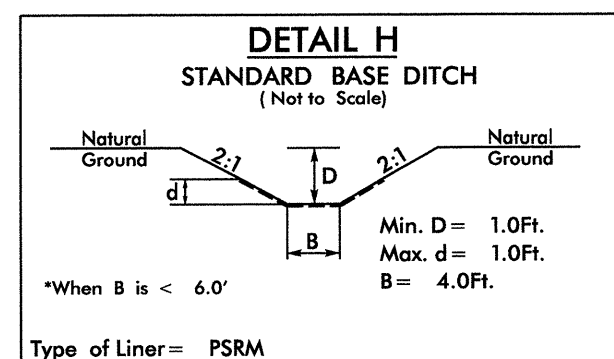 DETAIL H
STANDARD BASE DITCH
( Not to Scale)
Natural
Ground
2:1
D
2:1
Natural
Ground
d
B
Min. D= 1.0Ft.
Max. d= 1.0Ft.
B= 4.0Ft.
*When B is < 6.0'
Type of Liner= PSRM